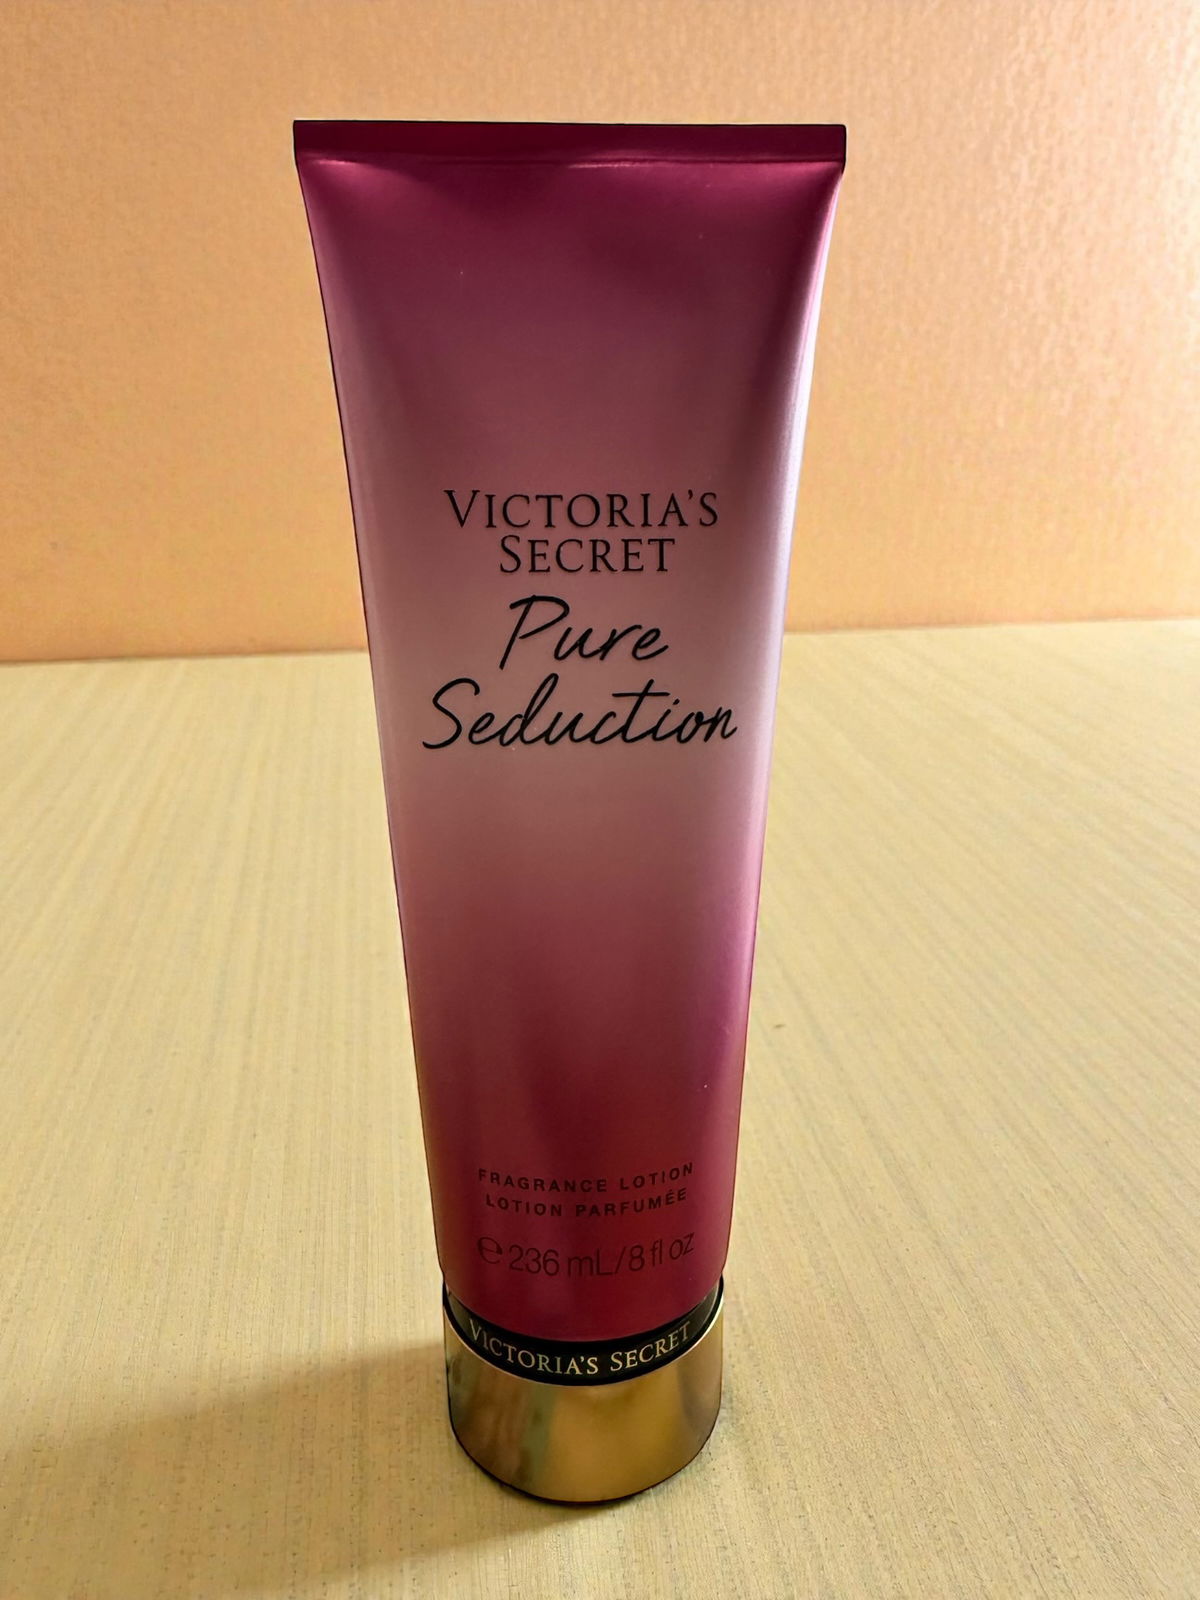 VICTORIA'S
SECRET
Pure
Seduction
FRAGRANCE LOTION
LOTION PARFUMÉE
℮ 236 mL/8 fl oz
VICTORIA'S SECRET